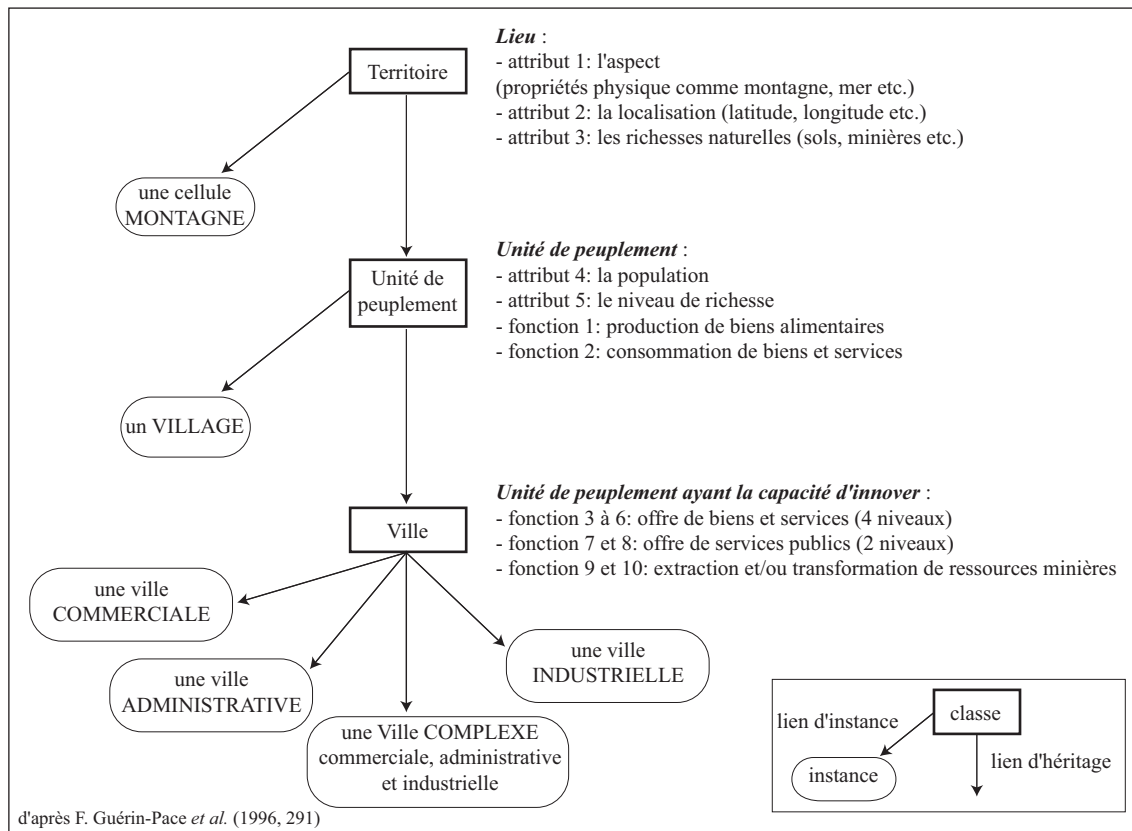 Lieu :
- attribut 1: l'aspect
(propriétés physique comme montagne, mer etc.)
- attribut 2: la localisation (latitude, longitude etc.)
- attribut 3: les richesses naturelles (sols, minières etc.)
Territoire
une cellule
MONTAGNE
Unité de peuplement :
- attribut 4: la population
- attribut 5: le niveau de richesse
- fonction 1: production de biens alimentaires
- fonction 2: consommation de biens et services
Unité de
peuplement
un VILLAGE
Unité de peuplement ayant la capacité d'innover :
- fonction 3 à 6: offre de biens et services (4 niveaux)
- fonction 7 et 8: offre de services publics (2 niveaux)
- fonction 9 et 10: extraction et/ou transformation de ressources minières
Ville
une ville
COMMERCIALE
une ville
ADMINISTRATIVE
une Ville COMPLEXE
commerciale, administrative
et industrielle
une ville
INDUSTRIELLE
lien d'instance
classe
instance
lien d'héritage
d'après F. Guérin-Pace et al. (1996, 291)